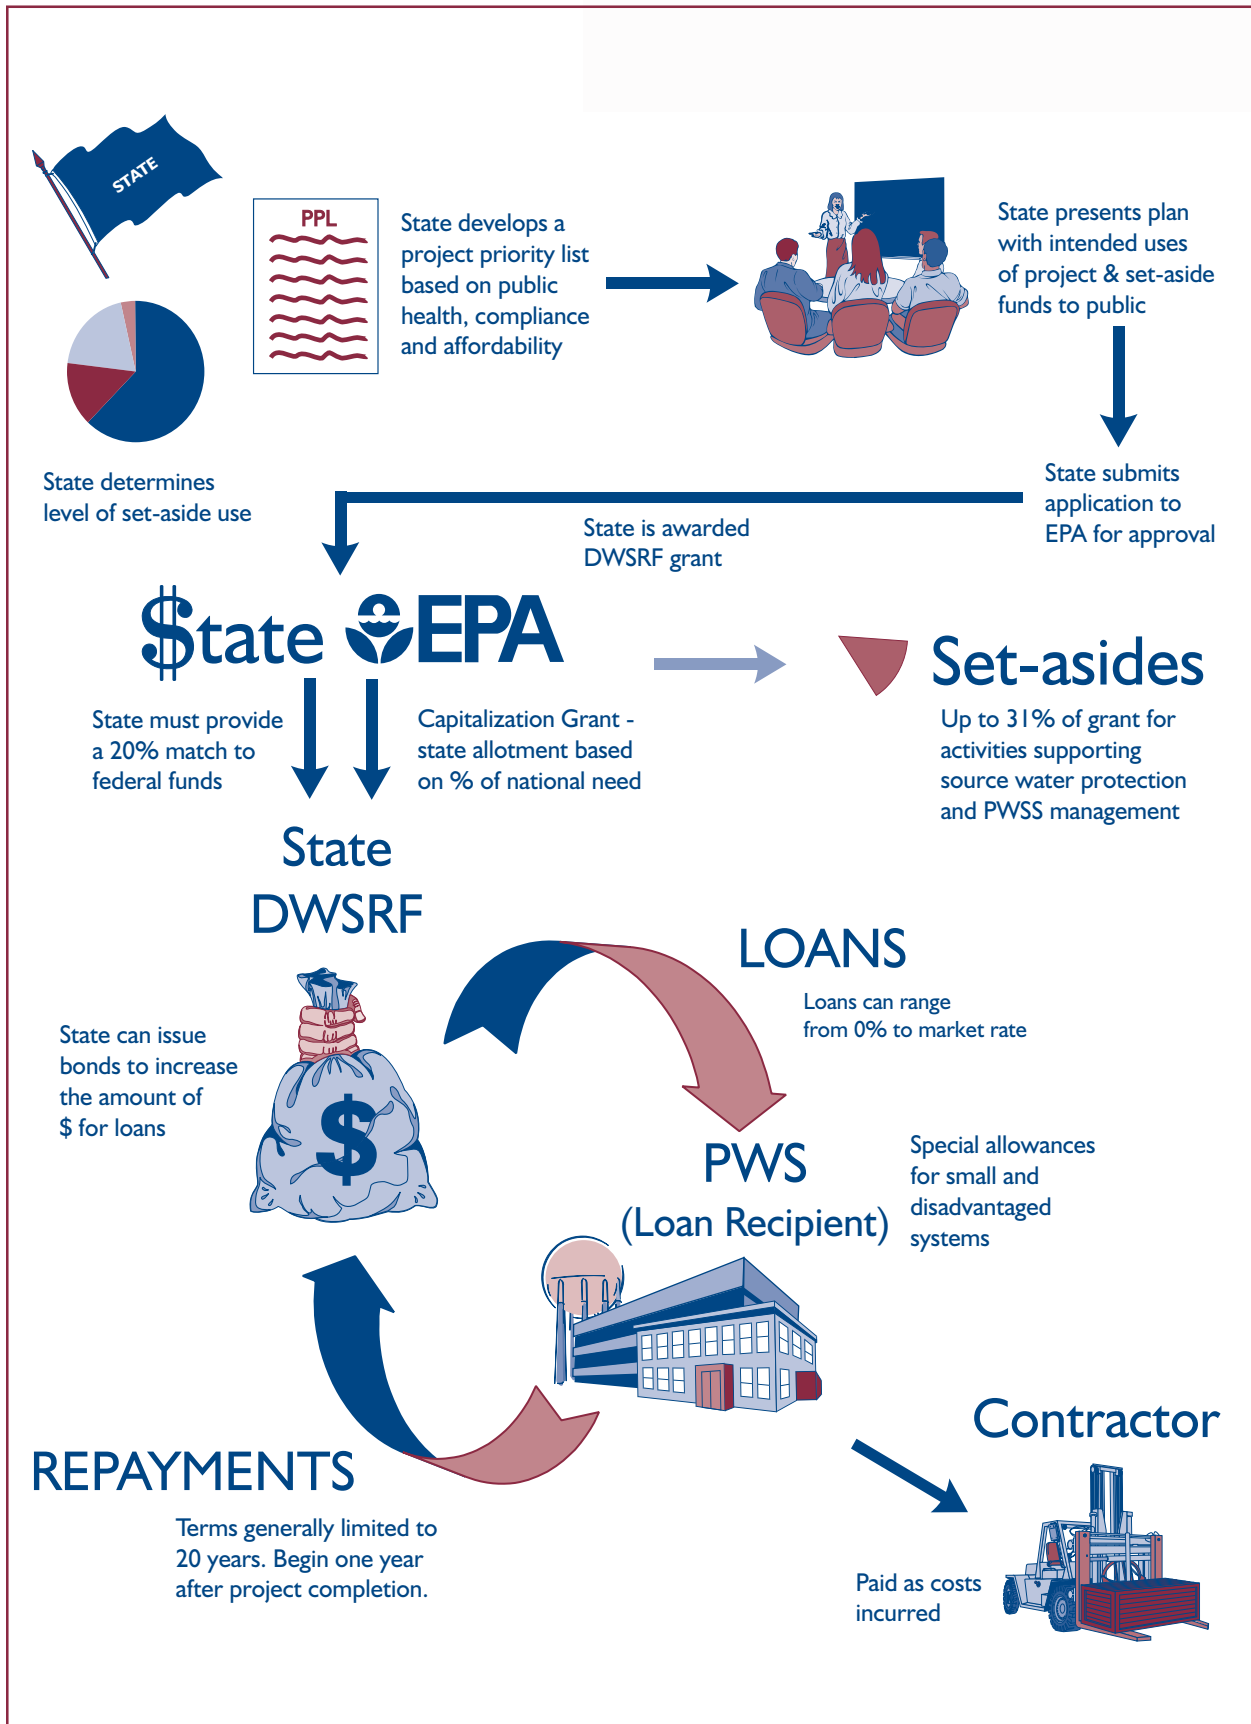 STATE
PPL
State develops a
project priority list
based on public
health, compliance
and affordability
State presents plan
with intended uses
of project & set-aside
funds to public
State determines
level of set-aside use
State submits
application to
EPA for approval
State is awarded
DWSRF grant
$tate
EPA
Set-asides
State must provide
a 20% match to
federal funds
Capitalization Grant -
state allotment based
on % of national need
Up to 31% of grant for
activities supporting
source water protection
and PWSS management
State
DWSRF
LOANS
Loans can range
from 0% to market rate
State can issue
bonds to increase
the amount of
$ for loans
$
PWS
(Loan Recipient)
Special allowances
for small and
disadvantaged
systems
REPAYMENTS
Terms generally limited to
20 years. Begin one year
after project completion.
Contractor
Paid as costs
incurred